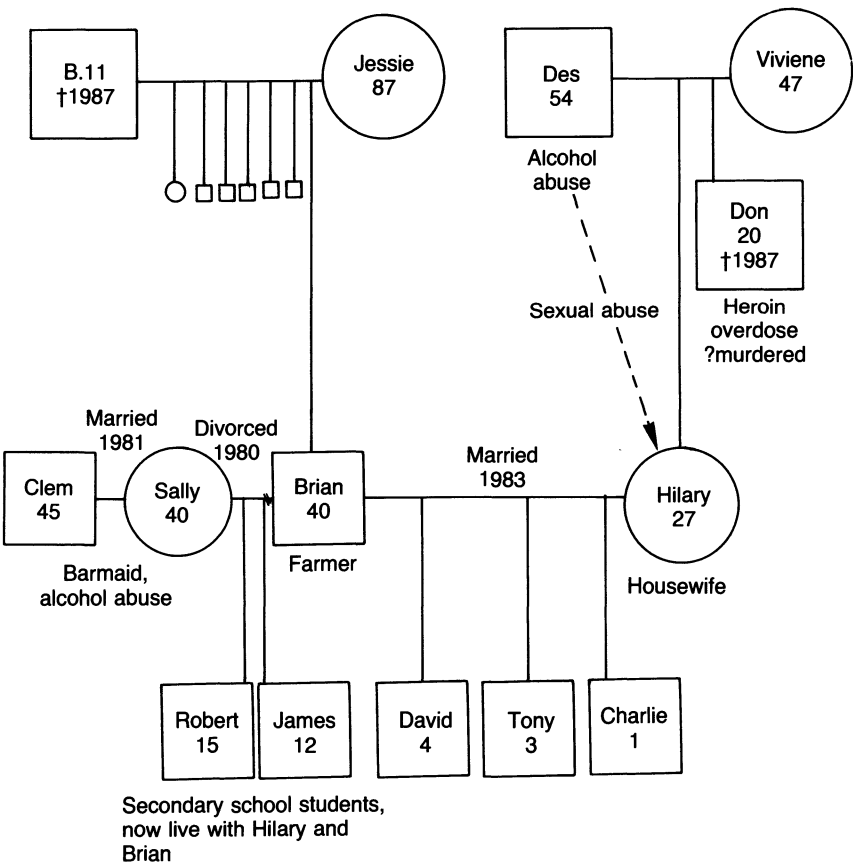 B.11
†1987
Jessie
87
Des
54
Viviene
47
Alcohol
abuse
Don
20
†1987
Sexual abuse
Heroin
overdose
?murdered
Married
1981
Divorced
1980
Married
1983
Clem
45
Sally
40
Brian
40
Hilary
27
Barmaid,
alcohol abuse
Farmer
Housewife
Robert
15
James
12
David
4
Tony
3
Charlie
1
Secondary school students,
now live with Hilary and
Brian